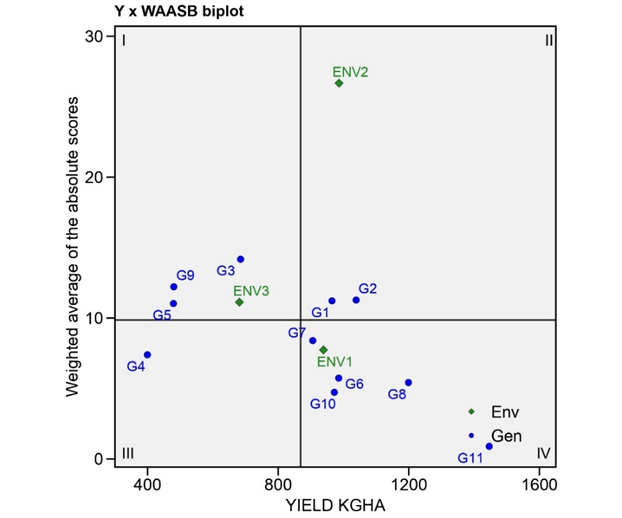 Y x WAASB biplot
30
I
II
ENV2
Weighted average of the absolute scores
20
G3
G9
ENV3
G2
G5
G1
10
G7
G4
ENV1
G6
G8
G10
Env
Gen
III
G11
IV
0
400
800
1200
1600
YIELD KGHA